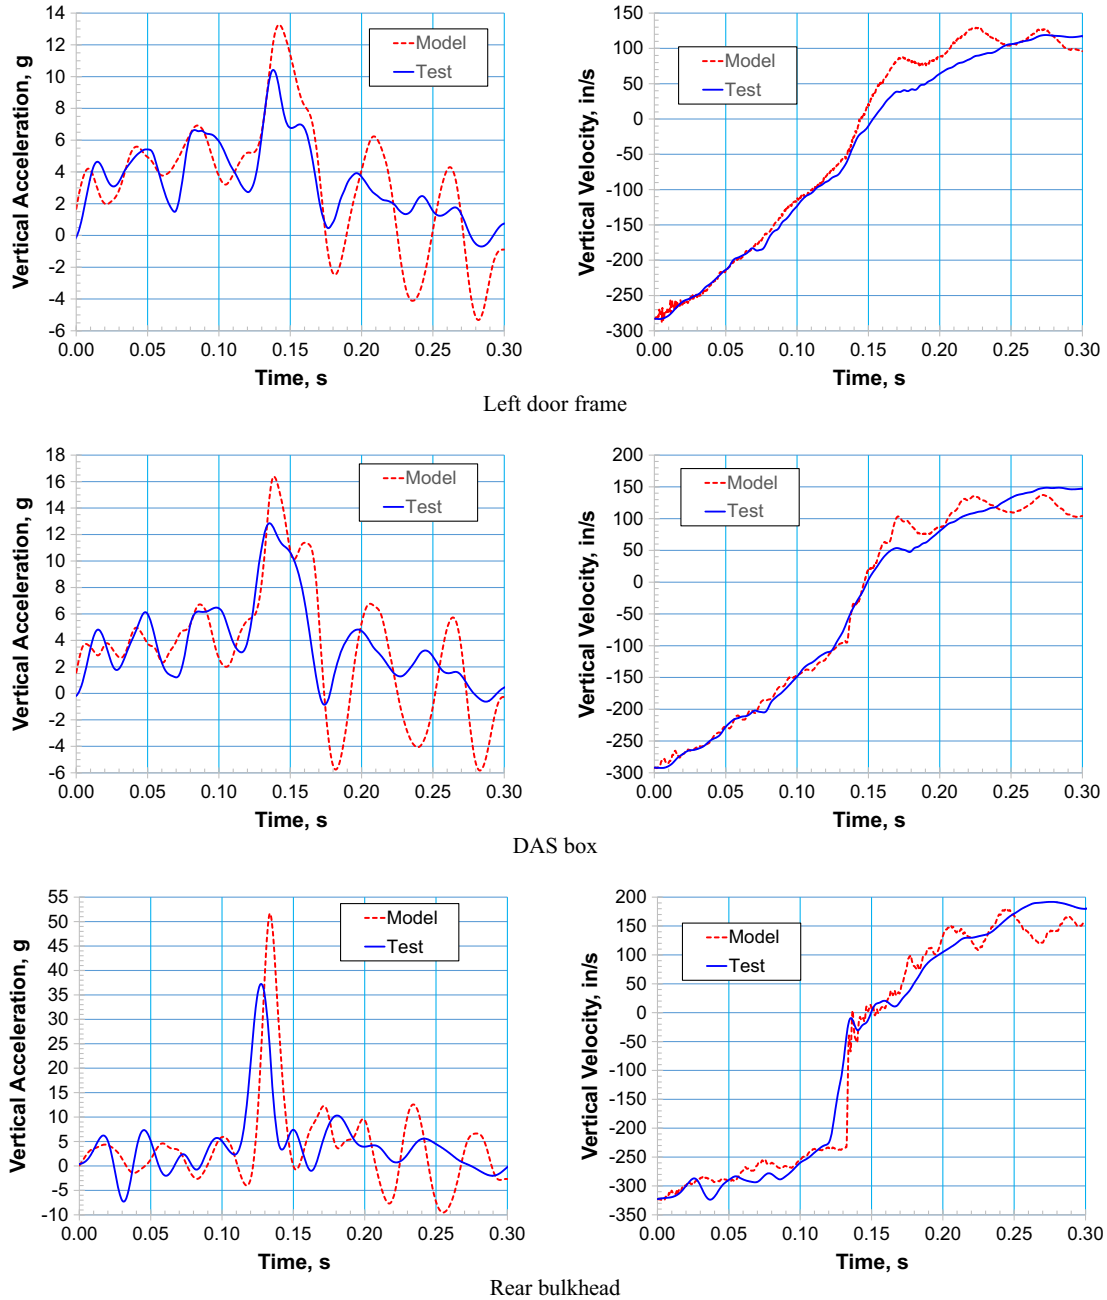 14
12
10
8
6
4
2
0
-2
-4
-6
Vertical Acceleration, g
Model
Test
0.00 0.05 0.10 0.15 0.20 0.25 0.30
Time, s
150
100
50
0
-50
-100
-150
-200
-250
-300
Vertical Velocity, in/s
Model
Test
0.00 0.05 0.10 0.15 0.20 0.25 0.30
Time, s
Left door frame
18
16
14
12
10
8
6
4
2
0
-2
-4
-6
Vertical Acceleration, g
Model
Test
0.00 0.05 0.10 0.15 0.20 0.25 0.30
Time, s
200
150
100
50
0
-50
-100
-150
-200
-250
-300
Vertical Velocity, in/s
Model
Test
0.00 0.05 0.10 0.15 0.20 0.25 0.30
Time, s
DAS box
55
50
45
40
35
30
25
20
15
10
5
0
-5
-10
Vertical Acceleration, g
Model
Test
0.00 0.05 0.10 0.15 0.20 0.25 0.30
Time, s
200
150
100
50
0
-50
-100
-150
-200
-250
-300
-350
Vertical Velocity, in/s
Model
Test
0.00 0.05 0.10 0.15 0.20 0.25 0.30
Time, s
Rear bulkhead